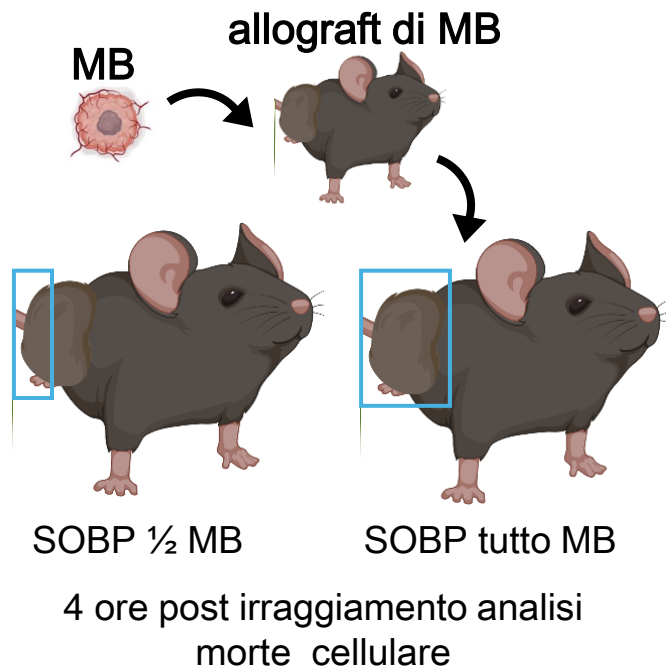 allograft di MB
MB
SOBP ½ MB
SOBP tutto MB
4 ore post irraggiamento analisi
morte cellulare